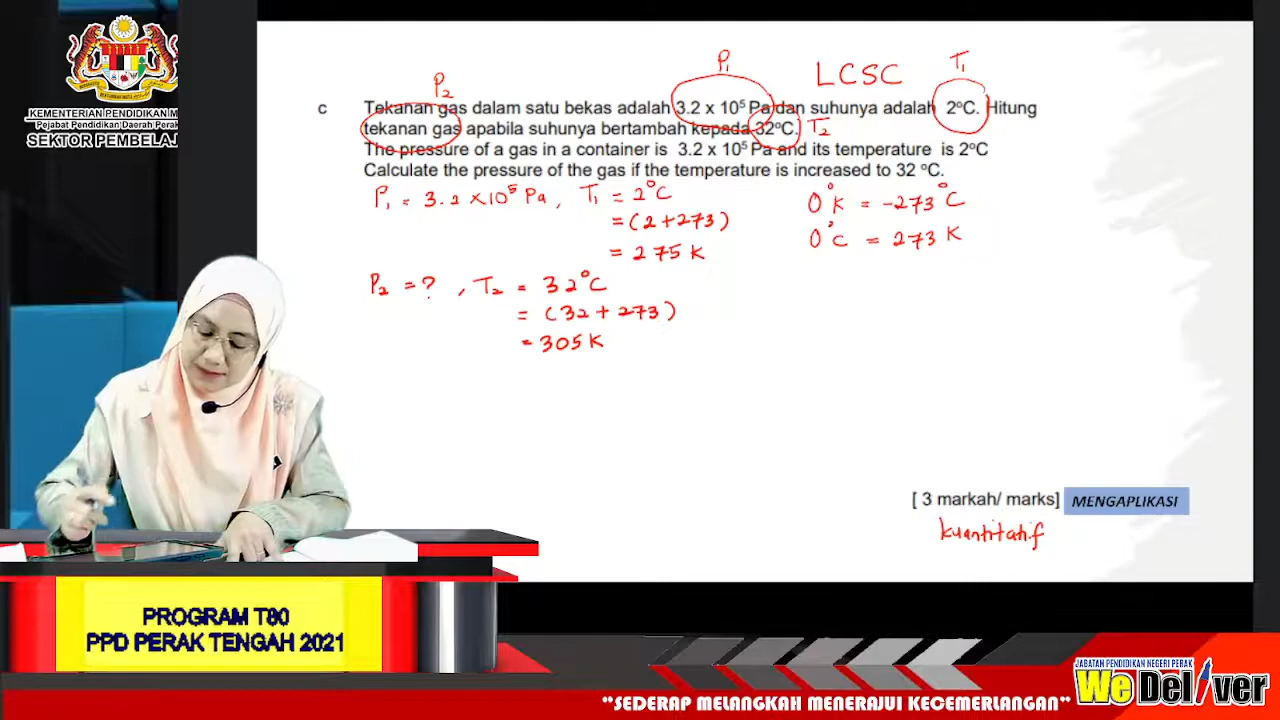 KEMENTERIAN PENDIDIKAN M
Pejabat Pendidikan Daerah Perak
SEKTOR PEMBELAJ
P₂
P₁
LCSC
T₁
c Tekanan gas dalam satu bekas adalah 3.2 x 10⁵ Pa dan suhunya adalah 2°C. Hitung
tekanan gas apabila suhunya bertambah kepada 32°C. T₂
The pressure of a gas in a container is 3.2 x 10⁵ Pa and its temperature is 2°C
Calculate the pressure of the gas if the temperature is increased to 32 °C.
P₁ = 3.2 x 10⁵ Pa, T₁ = 2°C
= (2+273)
= 275 K
0°K = -273°C
0°C = 273 K
P₂ = ? , T₂ = 32°C
= (32 + 273)
= 305 K
[ 3 markah/ marks] MENGAPLIKASI
kuantitatif
PROGRAM T80
PPD PERAK TENGAH 2021
JABATAN PENDIDIKAN NEGERI PERAK
We Deliver
"SEDERAP MELANGKAH MENERAJUI KECEMERLANGAN"